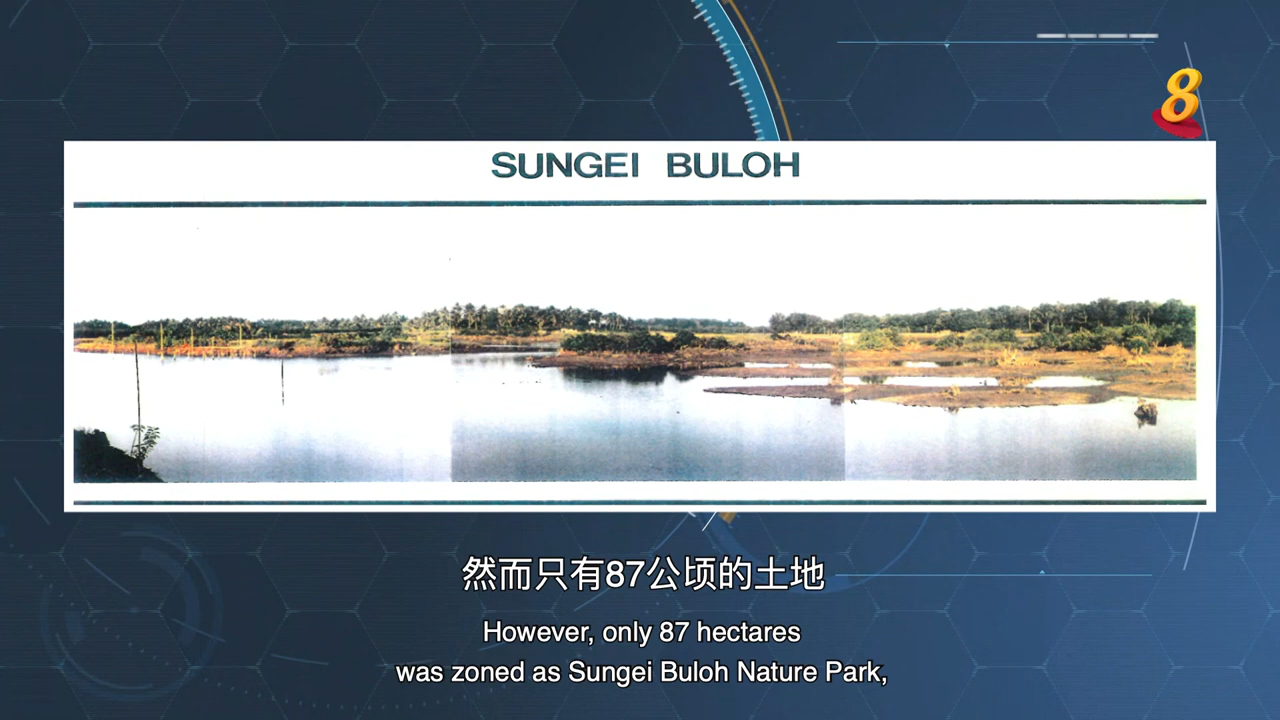 8
SUNGEI BULOH
然而只有87公顷的土地
However, only 87 hectares
was zoned as Sungei Buloh Nature Park,